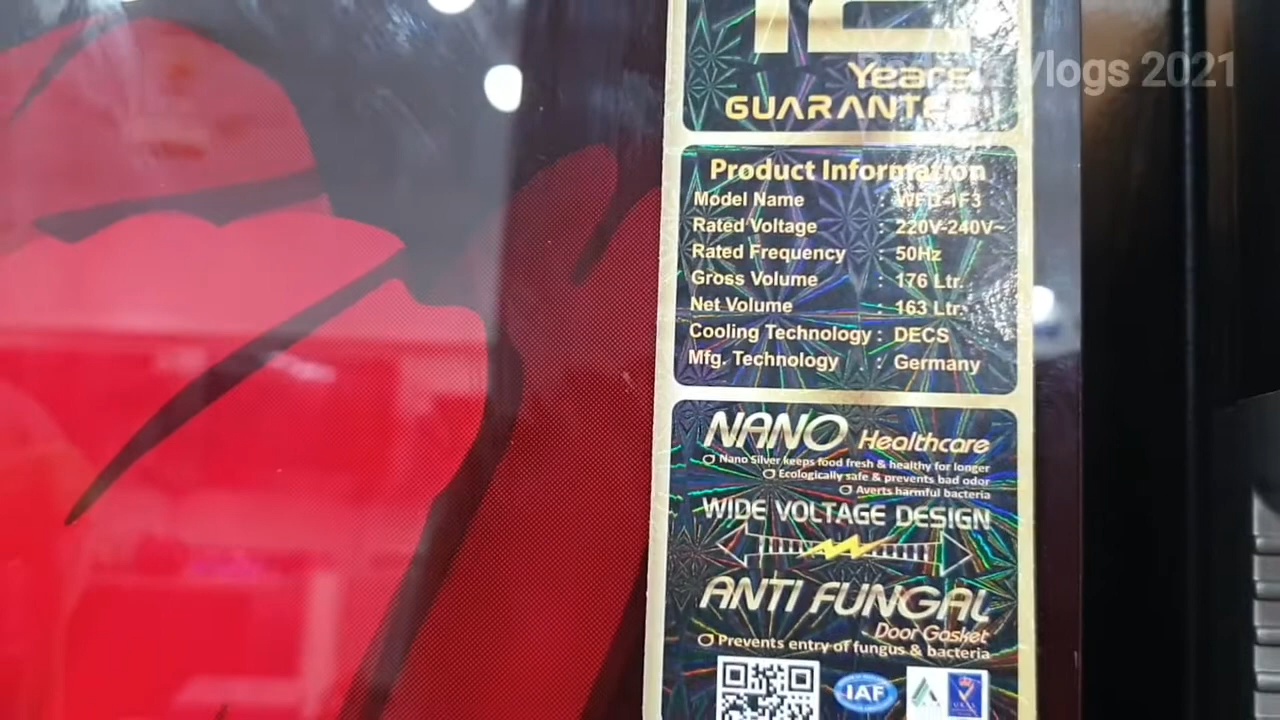 12
Years
GUARANTEE
Vlogs 2021
Product Information
Model Name : WFD-1F3
Rated Voltage : 220V-240V~
Rated Frequency : 50Hz
Gross Volume : 176 Ltr.
Net Volume : 163 Ltr.
Cooling Technology : DECS
Mfg. Technology : Germany
NANO Healthcare
Nano Silver keeps food fresh & healthy for longer
Ecologically safe & prevents bad odor
Averts harmful bacteria
WIDE VOLTAGE DESIGN
ANTI FUNGAL
Door Gasket
Prevents entry of fungus & bacteria
IAF